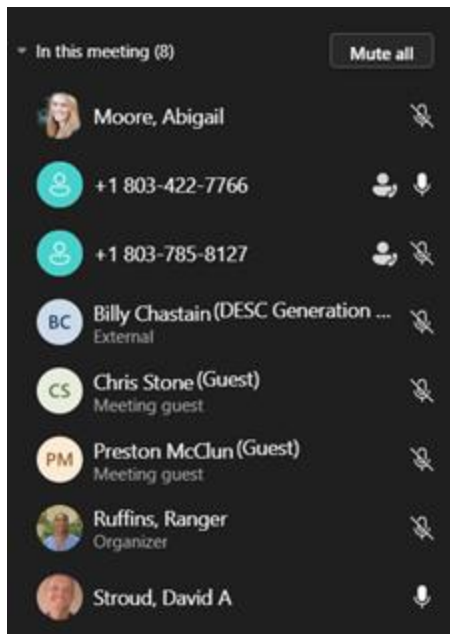 In this meeting (8)
Mute all
Moore, Abigail
+1 803-422-7766
+1 803-785-8127
BC
Billy Chastain (DESC Generation ...
External
CS
Chris Stone (Guest)
Meeting guest
PM
Preston McClun (Guest)
Meeting guest
Ruffins, Ranger
Organizer
Stroud, David A